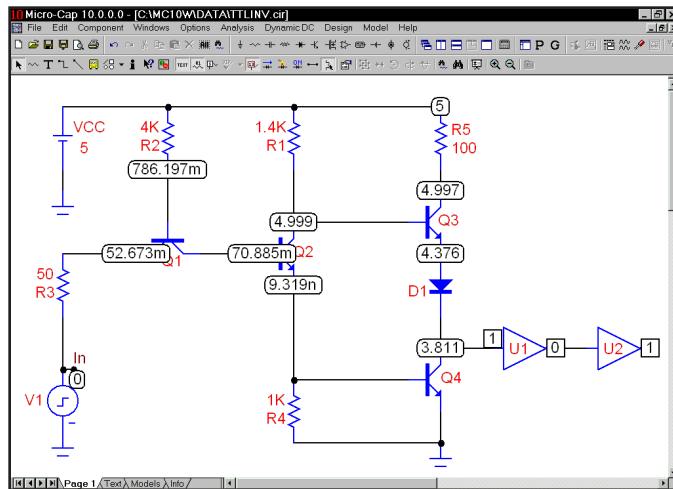 10 Micro-Cap 10.0.0.0 - [C:\MC10W\DATA\TTLINV.cir]
File Edit Component Windows Options Analysis Dynamic DC Design Model Help
T ? P G
T i ? TEXT
VCC
5
4K
R2
1.4K
R1
5
R5
100
786.197m
4.997
4.999
Q3
52.673m
Q1
70.885m
Q2
4.376
50
R3
9.319n
D1
In
0
3.811
1
U1
0
U2
1
V1
1K
R4
Q4
Page 1 Text Models Info